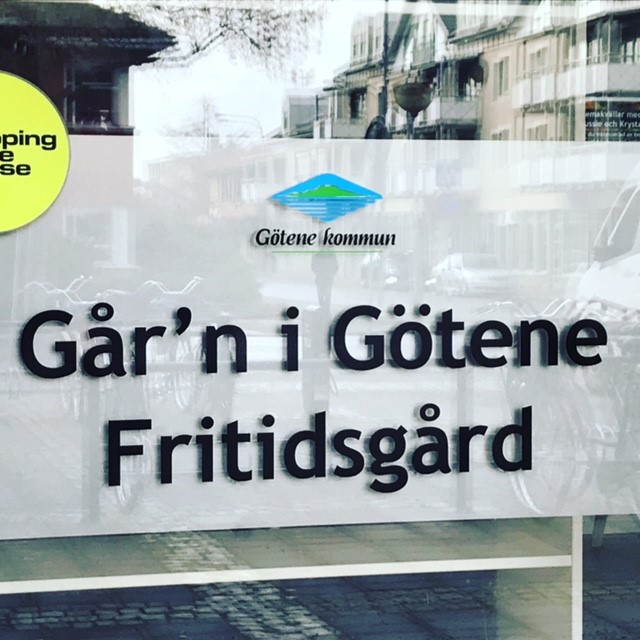 Götene kommun
Går'n i Götene
Fritidsgård